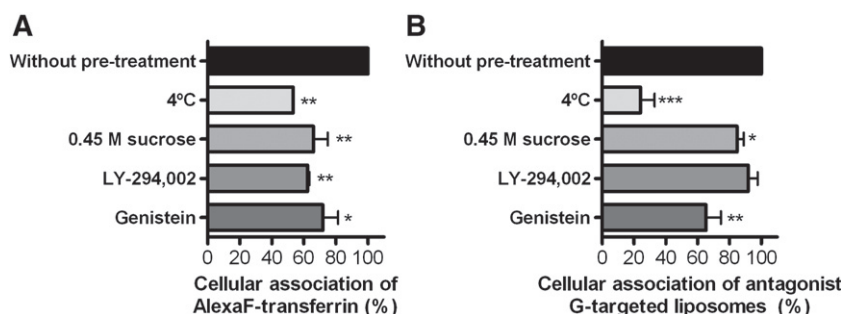 A
Without pre-treatment
4ºC
**
0.45 M sucrose
**
LY-294,002
**
Genistein
*
0 20 40 60 80 100
Cellular association of
AlexaF-transferrin (%)
B
Without pre-treatment
4ºC
***
0.45 M sucrose
*
LY-294,002
Genistein
**
0 20 40 60 80 100
Cellular association of antagonist
G-targeted liposomes (%)